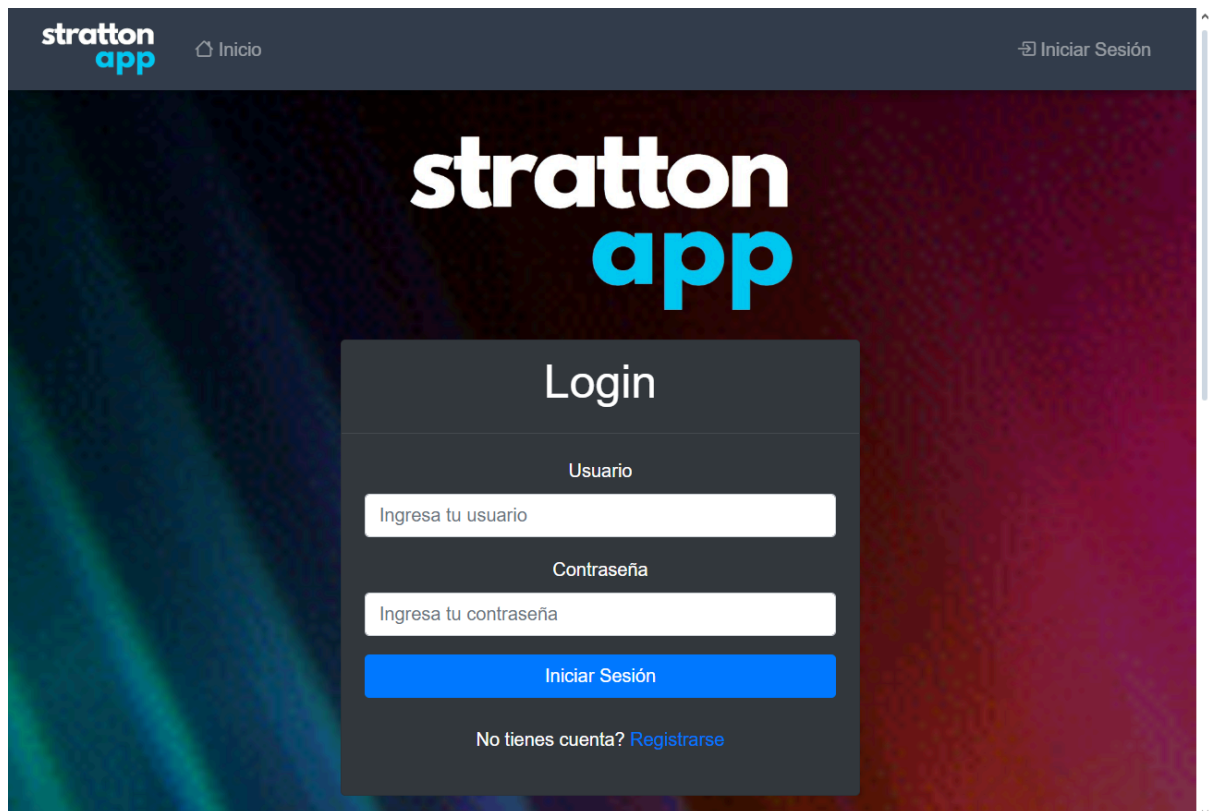 stratton
app
Inicio
Iniciar Sesión
stratton
app
Login
Usuario
Ingresa tu usuario
Contraseña
Ingresa tu contraseña
Iniciar Sesión
No tienes cuenta? Registrarse